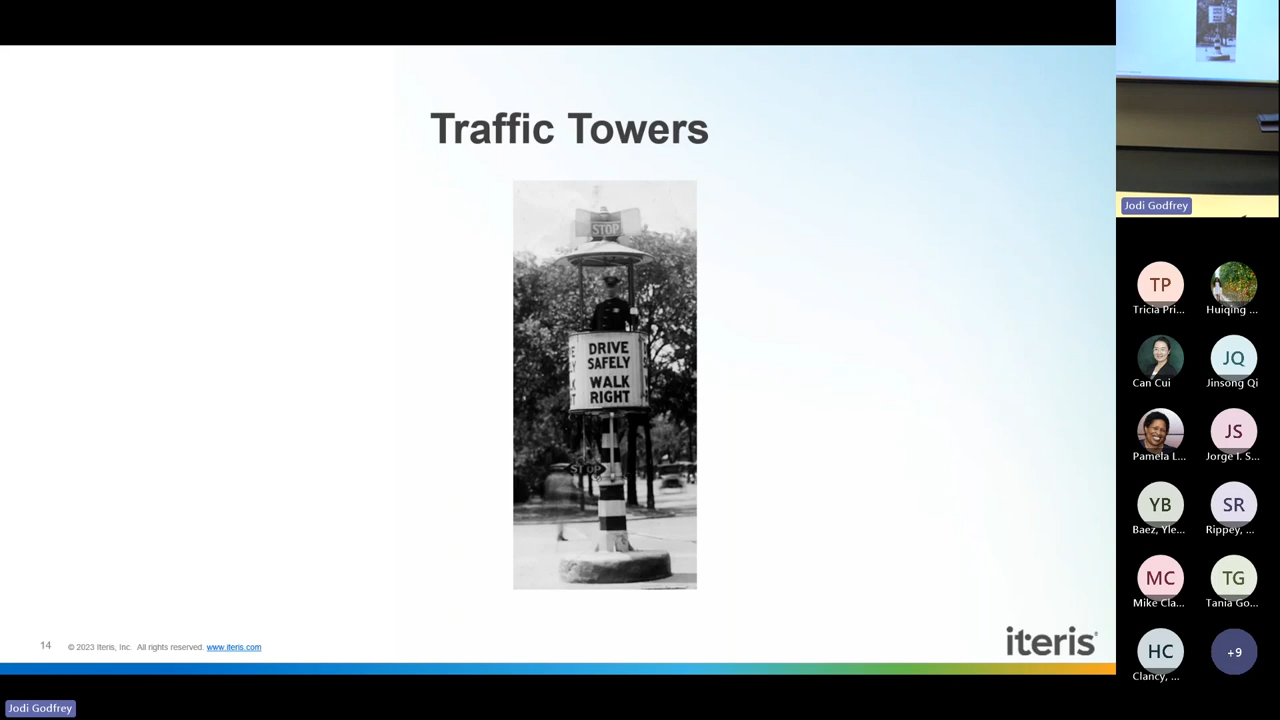 Traffic Towers
STOP
DRIVE
SAFELY
WALK
RIGHT
STOP
14
© 2023 Iteris, Inc. All rights reserved. www.iteris.com
iteris
Jodi Godfrey
Jodi Godfrey
TP
Tricia Pri...
Huiqing ...
Can Cui
JQ
Jinsong Qi
Pamela L...
JS
Jorge I. S...
YB
Baez, Yle...
SR
Rippey, ...
MC
Mike Cla...
TG
Tania Go...
HC
Clancy, ...
+9